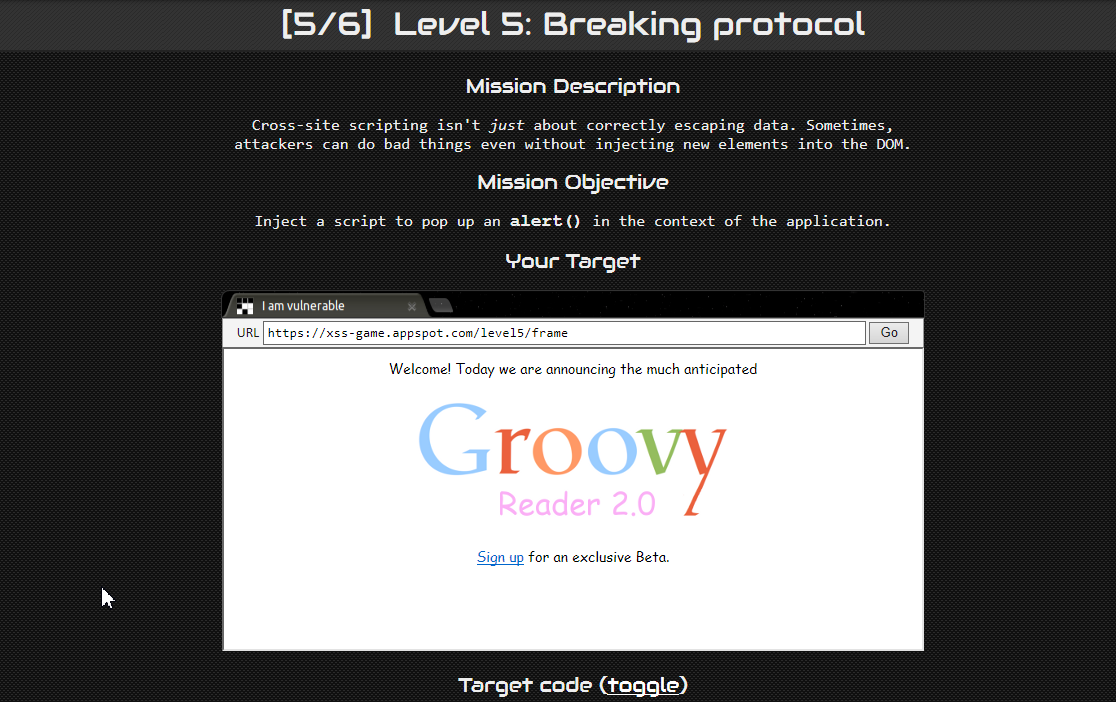 [5/6] Level 5: Breaking protocol
Mission Description
Cross-site scripting isn't just about correctly escaping data. Sometimes,
attackers can do bad things even without injecting new elements into the DOM.
Mission Objective
Inject a script to pop up an alert() in the context of the application.
Your Target
I am vulnerable
URL https://xss-game.appspot.com/level5/frame Go
Welcome! Today we are announcing the much anticipated
Groovy
Reader 2.0
Sign up for an exclusive Beta.
Target code (toggle)